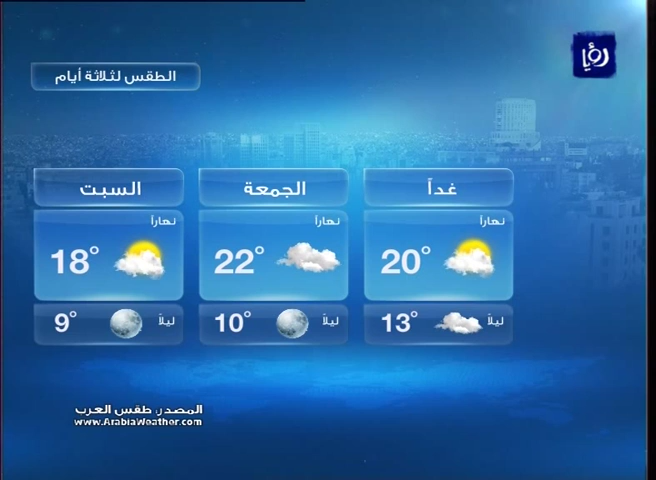 رؤيا
الطقس لثلاثة أيام
غداً
نهاراً
20°
ليلاً
13°
الجمعة
نهاراً
22°
ليلاً
10°
السبت
نهاراً
18°
ليلاً
9°
المصدر: طقس العرب
www.ArabiaWeather.com